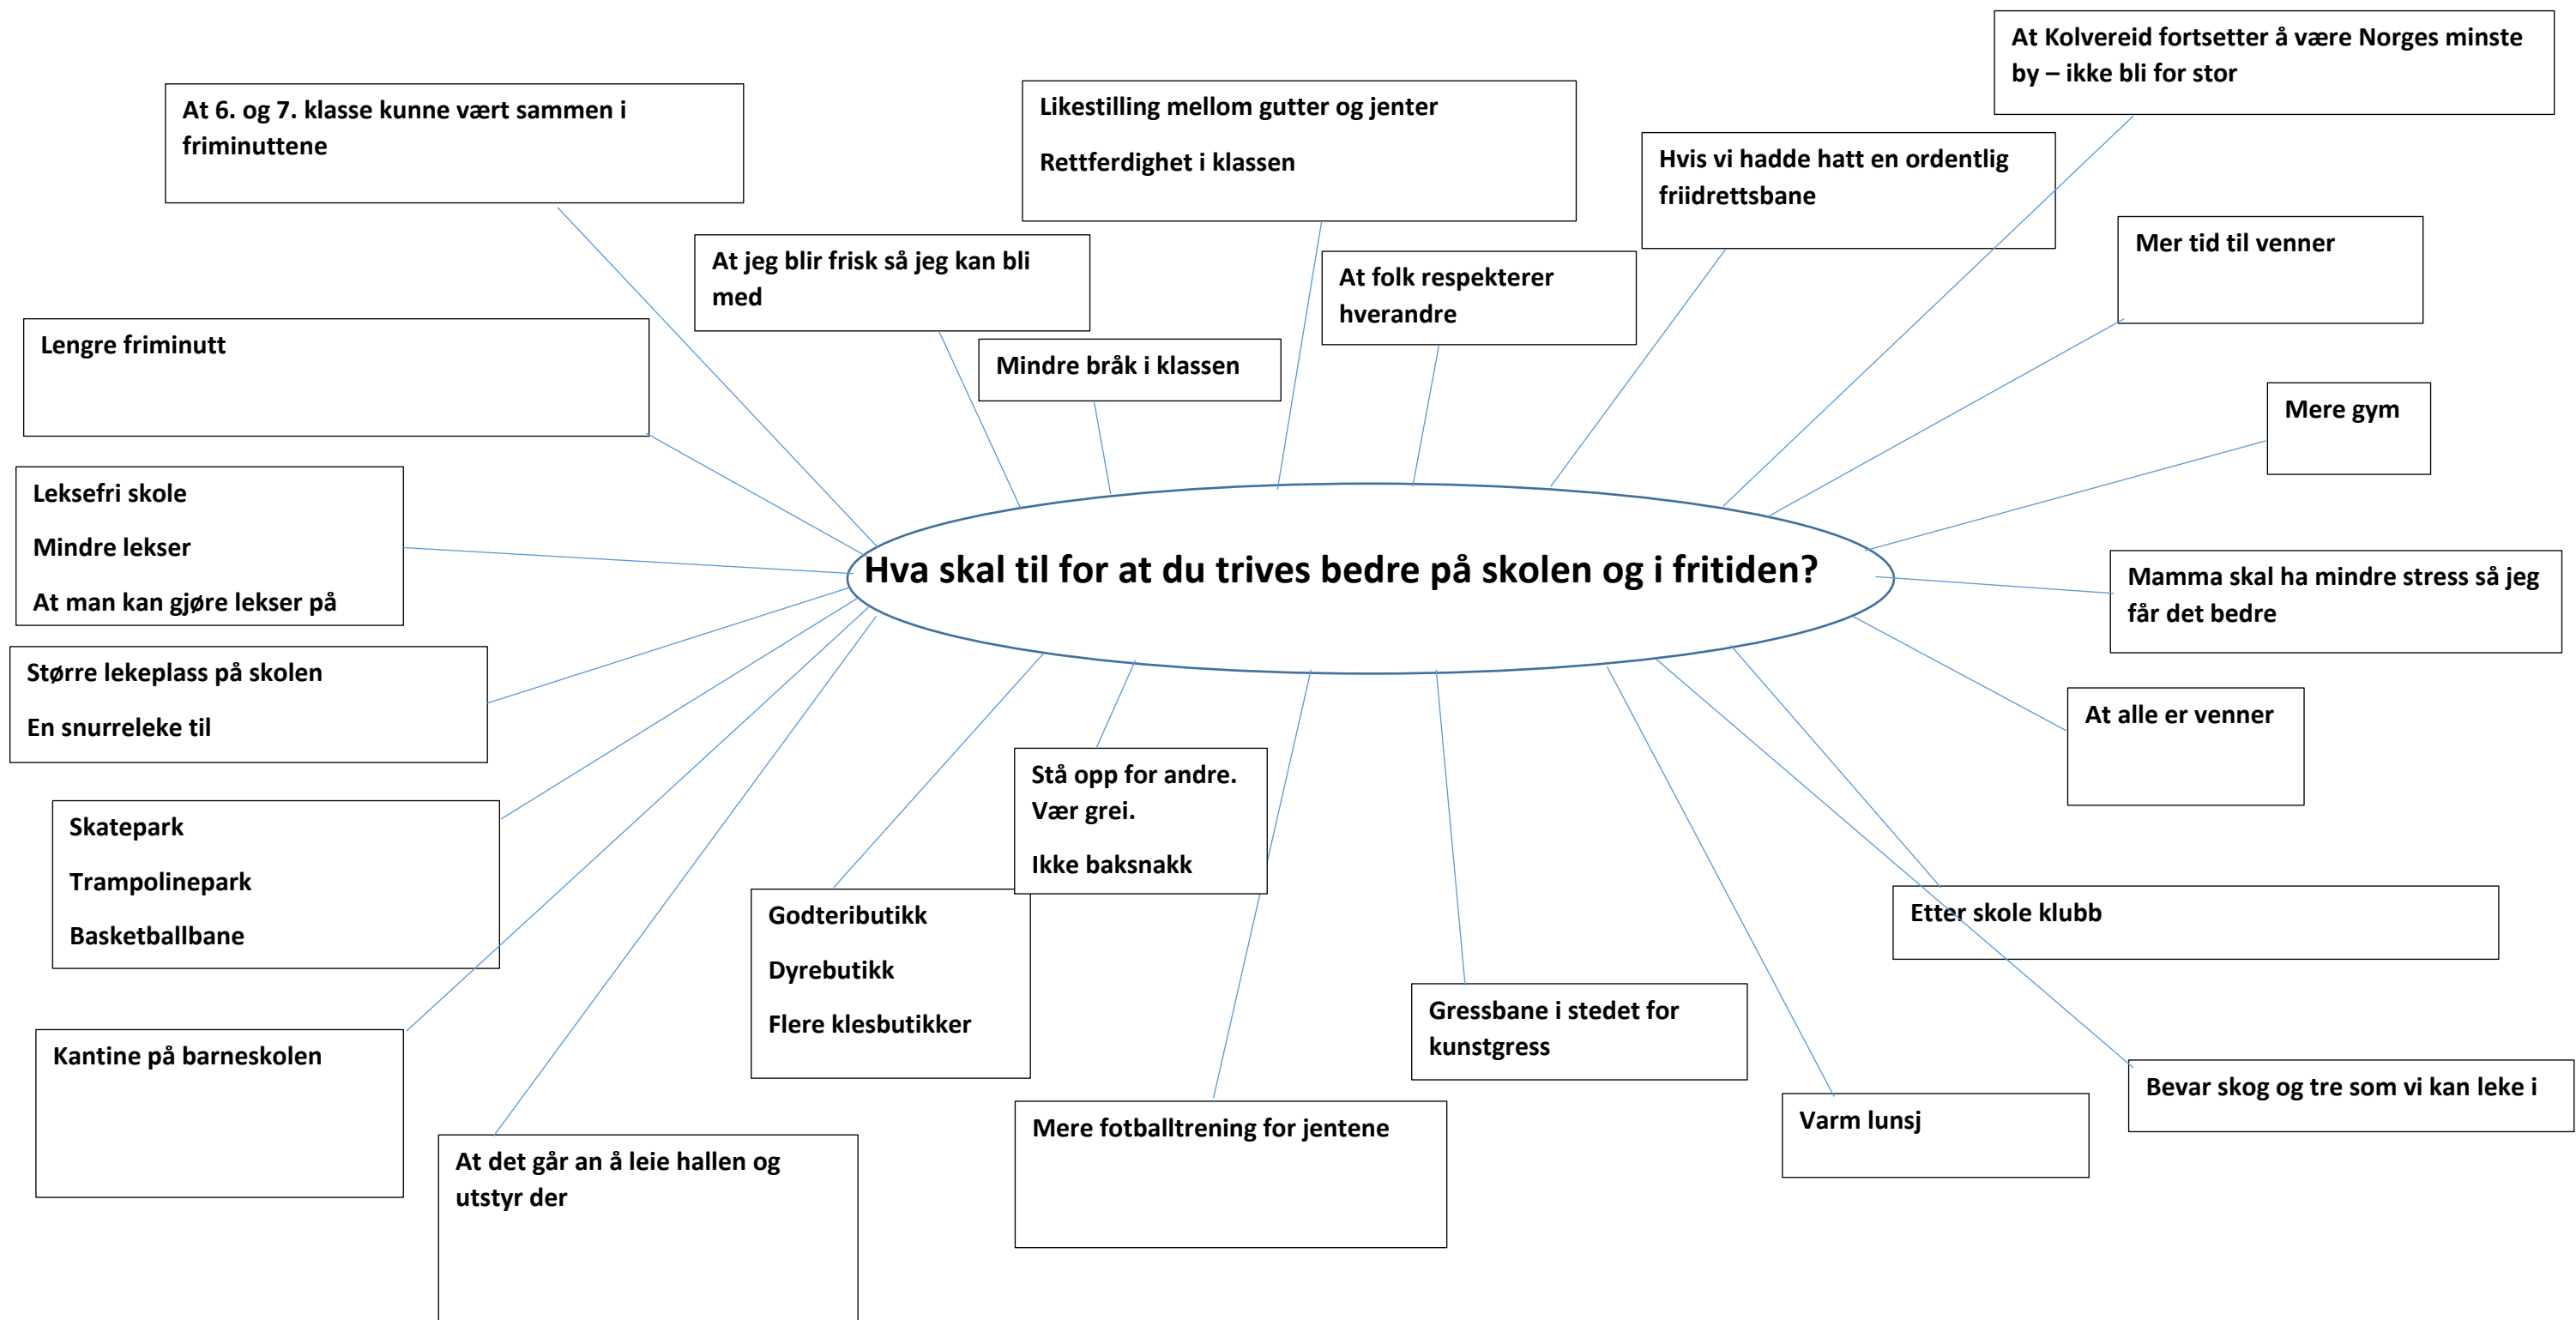 At Kolvereid fortsetter å være Norges minste
by – ikke bli for stor
At 6. og 7. klasse kunne vært sammen i
friminuttene
Likestilling mellom gutter og jenter
Rettferdighet i klassen
Hvis vi hadde hatt en ordentlig
friidrettsbane
Mer tid til venner
At jeg blir frisk så jeg kan bli
med
At folk respekterer
hverandre
Lengre friminutt
Mindre bråk i klassen
Mere gym
Leksefri skole
Mindre lekser
At man kan gjøre lekser på
Hva skal til for at du trives bedre på skolen og i fritiden?
Mamma skal ha mindre stress så jeg
får det bedre
Større lekeplass på skolen
En snurreleke til
At alle er venner
Stå opp for andre.
Vær grei.
Ikke baksnakk
Skatepark
Trampolinepark
Basketballbane
Godteributikk
Dyrebutikk
Flere klesbutikker
Etter skole klubb
Gressbane i stedet for
kunstgress
Kantine på barneskolen
Bevar skog og tre som vi kan leke i
Mere fotballtrening for jentene
Varm lunsj
At det går an å leie hallen og
utstyr der